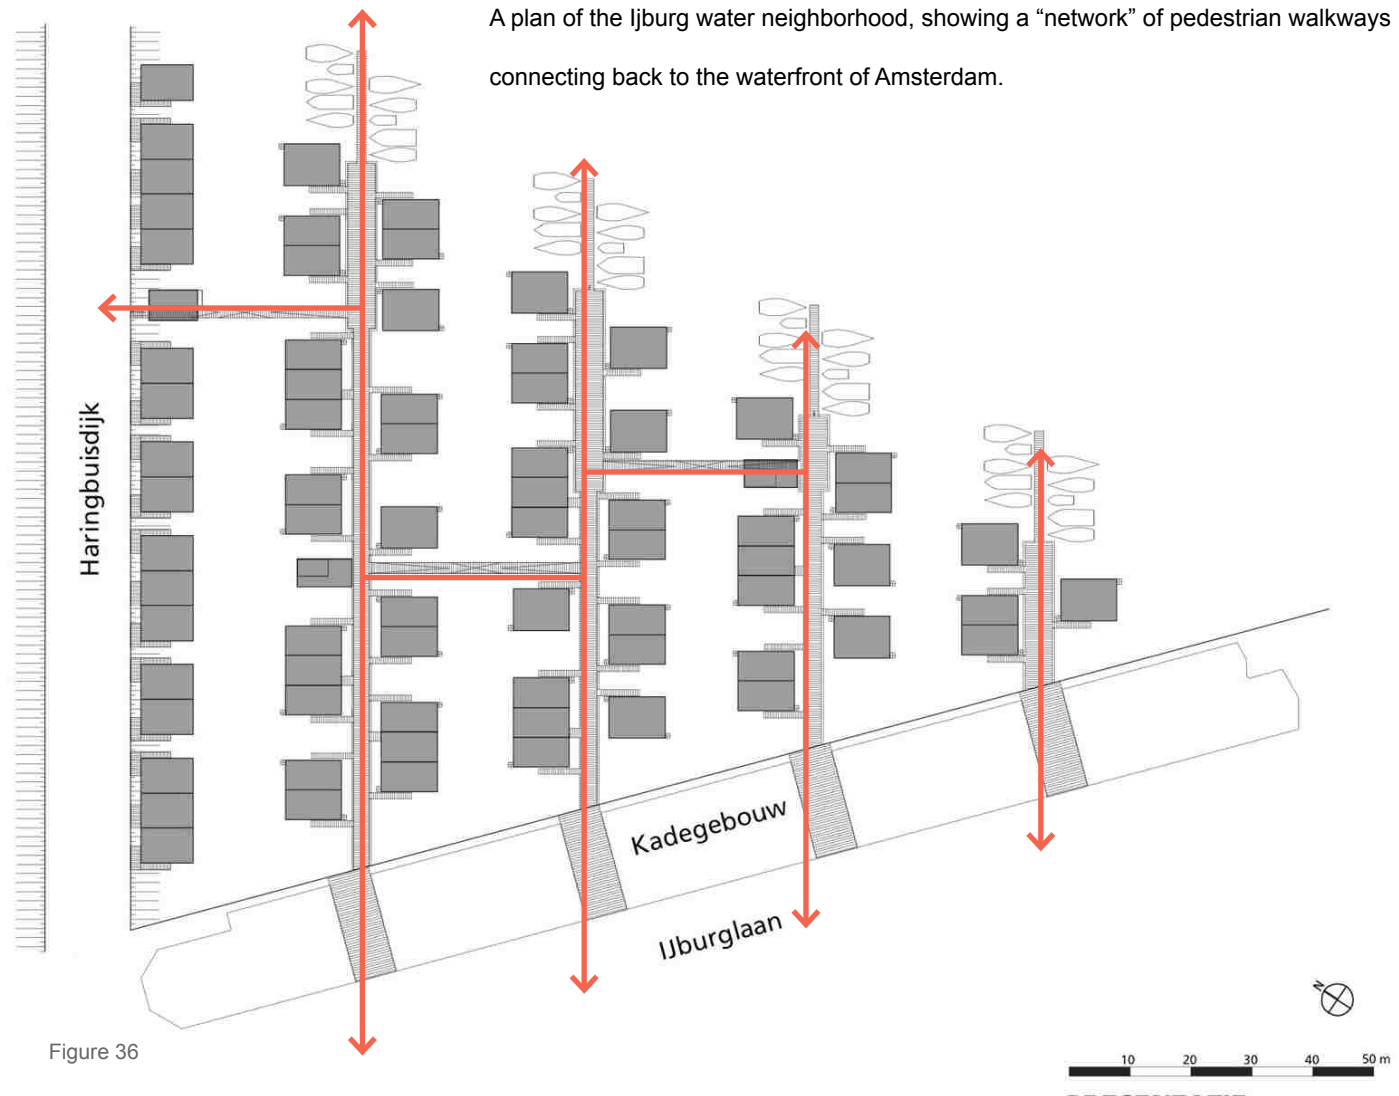 A plan of the Ijburg water neighborhood, showing a “network” of pedestrian walkways
connecting back to the waterfront of Amsterdam.
Haringbuisdijk
Kadegebouw
IJburglaan
N
Figure 36
10 20 30 40 50 m